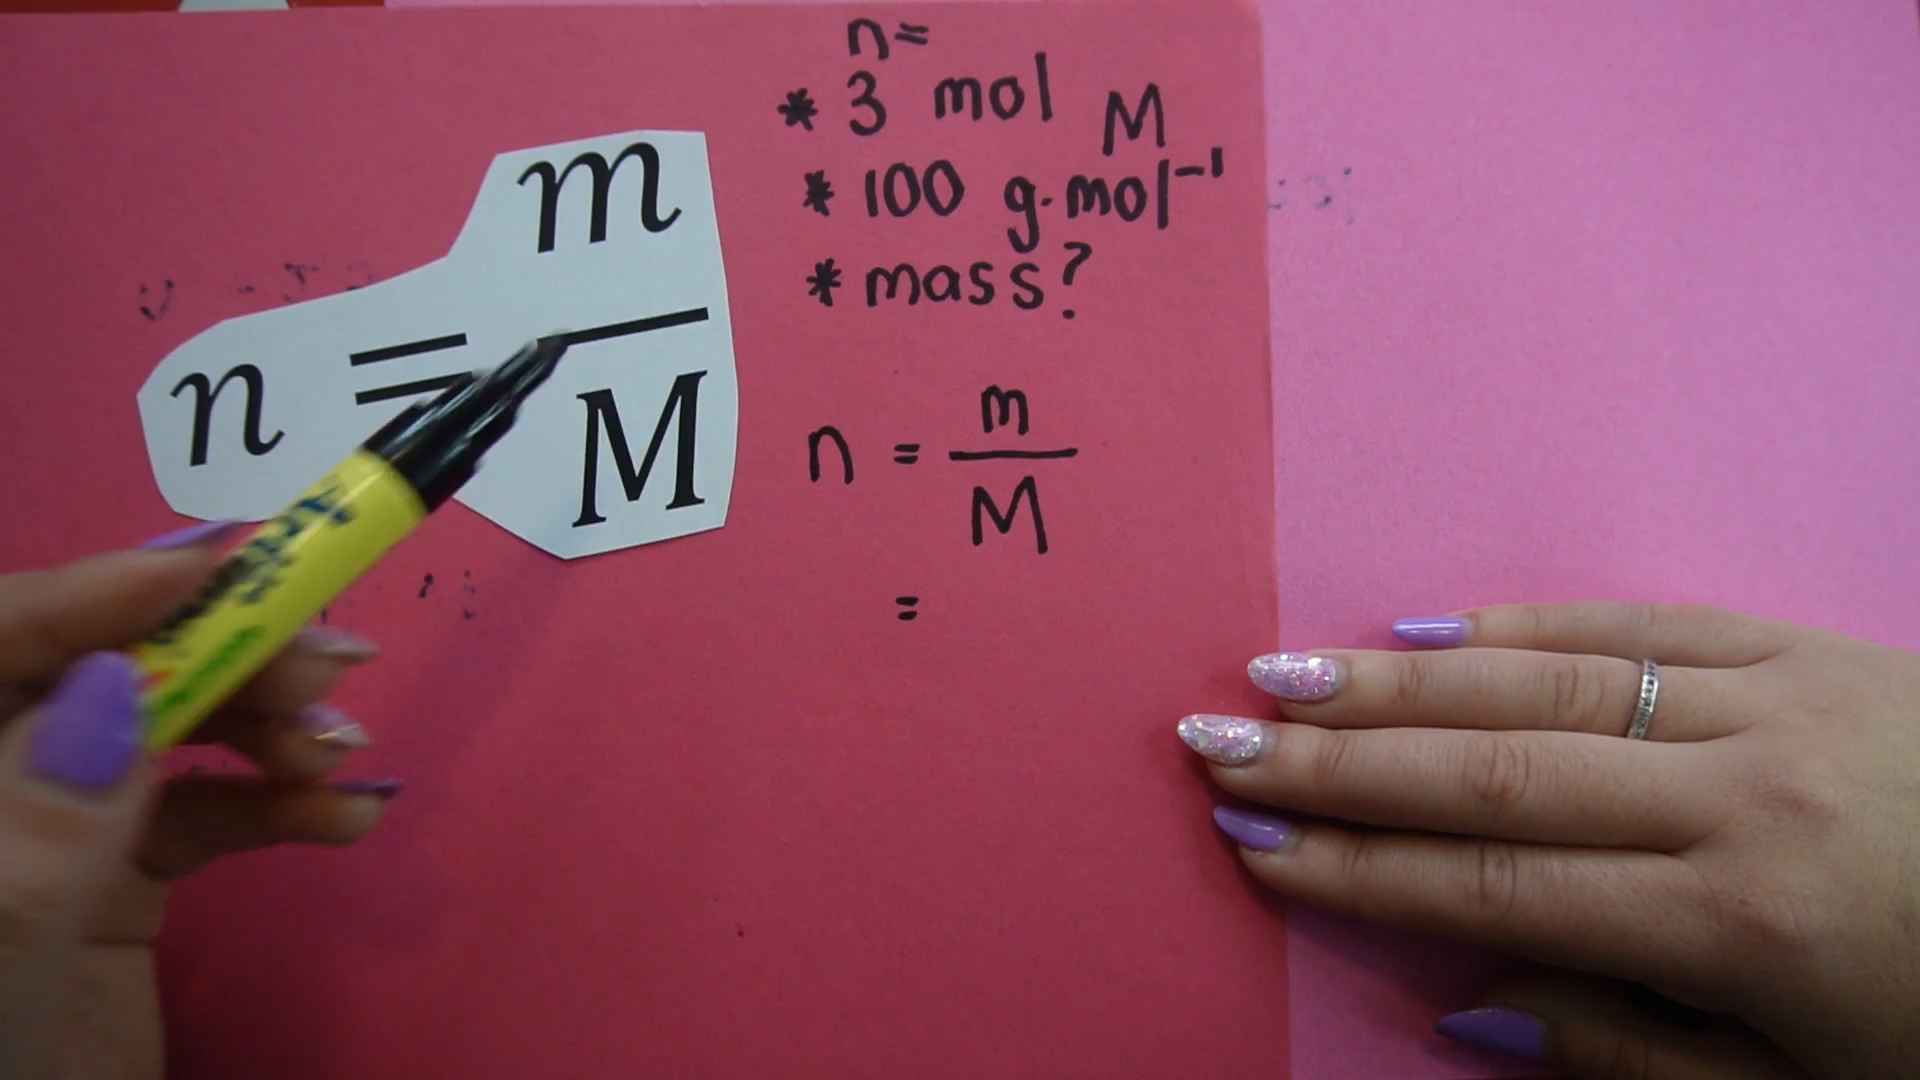 n = m/M
n=
* 3 mol M
* 100 g.mol⁻¹
* mass?
n = m/M
=